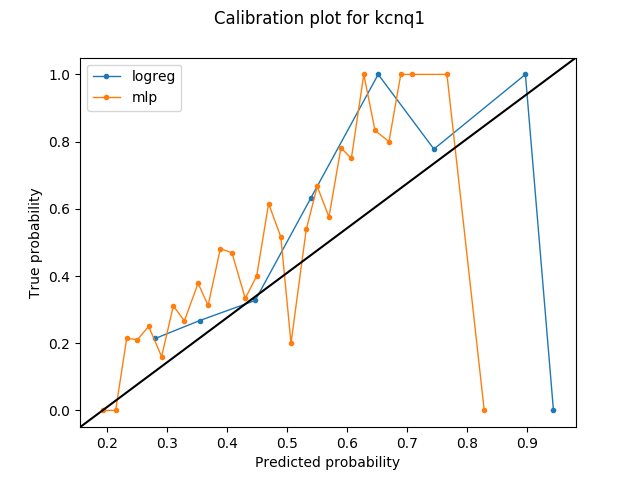 Calibration plot for kcnq1
logreg
mlp
True probability
1.0
0.8
0.6
0.4
0.2
0.0
0.2 0.3 0.4 0.5 0.6 0.7 0.8 0.9
Predicted probability